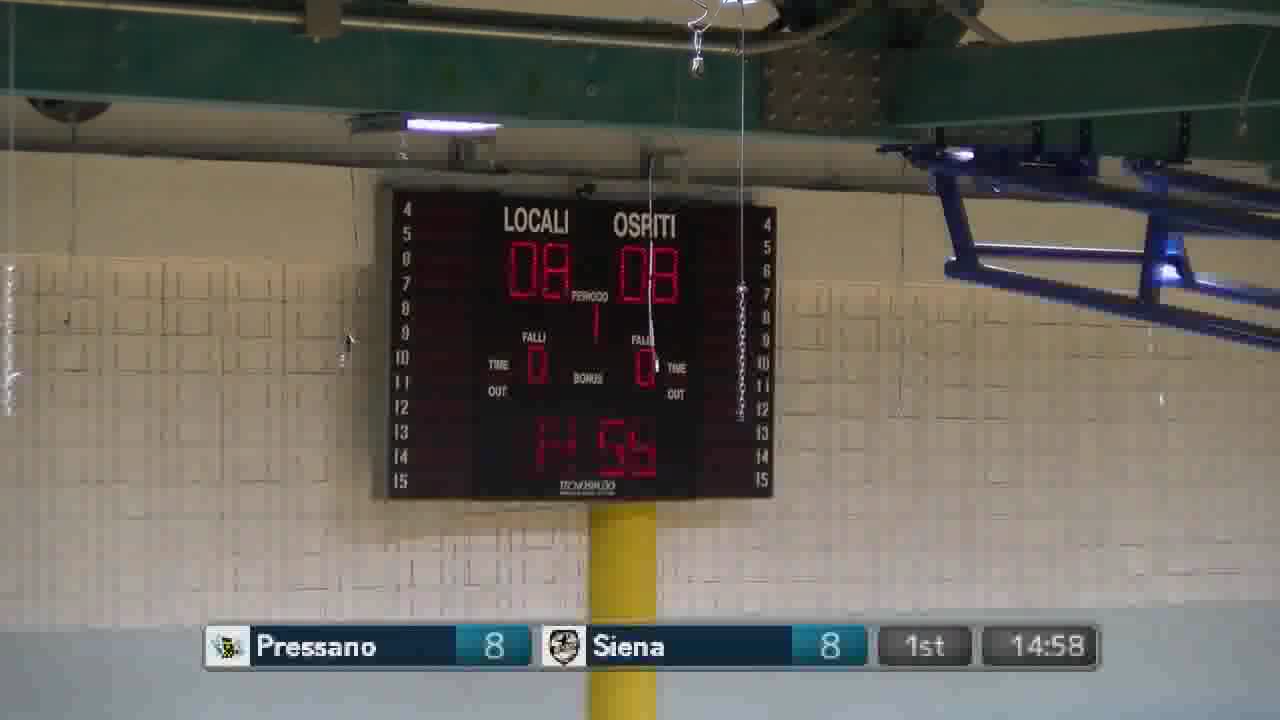 LOCALI OSPITI
08 08
PERIODO
1
FALLI FALLI
TIME 0 0 TIME
OUT BONUS OUT
4 4
5 5
6 6
7 7
8 8
9 9
10 10
11 11
12 12
13 13
14 14
15 15
Pressano 8 Siena 8 1st 14:58